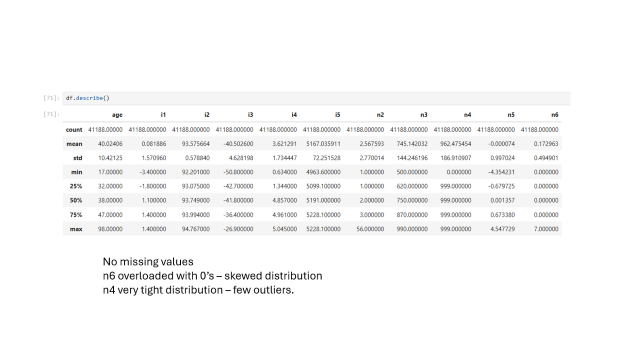 [71]: df.describe()
[71]: age i1 i2 i3 i4 i5 n2 n3 n4 n5 n6
count 41188.00000 41188.000000 41188.000000 41188.000000 41188.000000 41188.000000 41188.000000 41188.000000 41188.000000 41188.000000 41188.000000
mean 40.02406 0.081886 93.575664 -40.502600 3.621291 5167.035911 2.567593 745.142032 962.475454 -0.000074 0.172963
std 10.42125 1.570960 0.578840 4.628198 1.734447 72.251528 2.770014 144.246196 186.910907 0.997024 0.494901
min 17.00000 -3.400000 92.201000 -50.800000 0.634000 4963.600000 1.000000 500.000000 0.000000 -4.354231 0.000000
25% 32.00000 -1.800000 93.075000 -42.700000 1.344000 5099.100000 1.000000 620.000000 999.000000 -0.679725 0.000000
50% 38.00000 1.100000 93.749000 -41.800000 4.857000 5191.000000 2.000000 750.000000 999.000000 0.001357 0.000000
75% 47.00000 1.400000 93.994000 -36.400000 4.961000 5228.100000 3.000000 870.000000 999.000000 0.673380 0.000000
max 98.00000 1.400000 94.767000 -26.900000 5.045000 5228.100000 56.000000 990.000000 999.000000 4.547729 7.000000
No missing values
n6 overloaded with 0's – skewed distribution
n4 very tight distribution – few outliers.